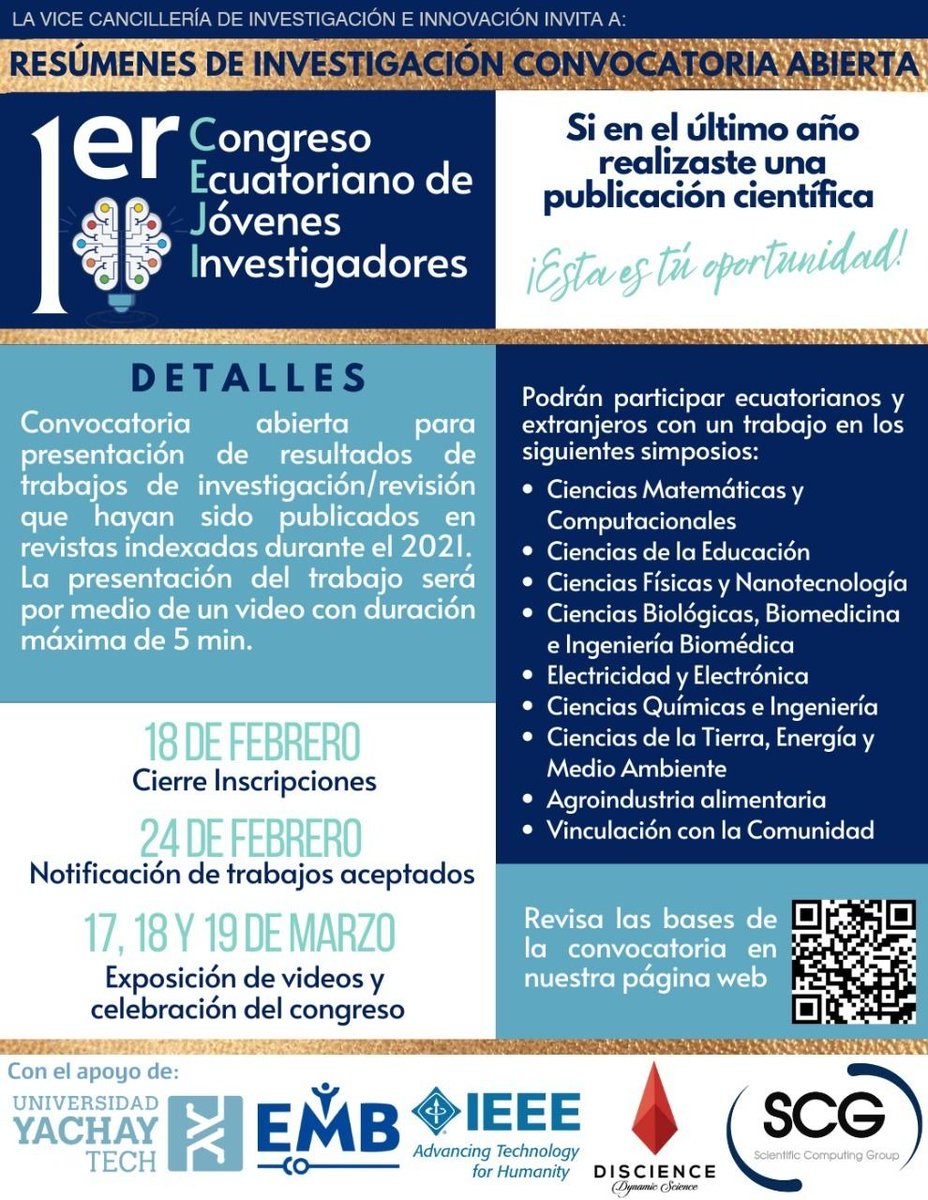 LA VICE CANCILLERÍA DE INVESTIGACIÓN E INNOVACIÓN INVITA A:
RESÚMENES DE INVESTIGACIÓN CONVOCATORIA ABIERTA
1er
Congreso
Ecuatoriano de
Jóvenes
Investigadores
Si en el último año
realizaste una
publicación científica
¡Esta es tú oportunidad!
DETALLES
Convocatoria abierta para
presentación de resultados de
trabajos de investigación/revisión
que hayan sido publicados en
revistas indexadas durante el 2021.
La presentación del trabajo será
por medio de un video con duración
máxima de 5 min.
18 DE FEBRERO
Cierre Inscripciones
24 DE FEBRERO
Notificación de trabajos aceptados
17, 18 Y 19 DE MARZO
Exposición de videos y
celebración del congreso
Podrán participar ecuatorianos y
extranjeros con un trabajo en los
siguientes simposios:
• Ciencias Matemáticas y
Computacionales
• Ciencias de la Educación
• Ciencias Físicas y Nanotecnología
• Ciencias Biológicas, Biomedicina
e Ingeniería Biomédica
• Electricidad y Electrónica
• Ciencias Químicas e Ingeniería
• Ciencias de la Tierra, Energía y
Medio Ambiente
• Agroindustria alimentaria
• Vinculación con la Comunidad
Revisa las bases de
la convocatoria en
nuestra página web
Con el apoyo de:
UNIVERSIDAD
YACHAY
TECH
EMB
CO
IEEE
Advancing Technology
for Humanity
DISCIENCE
Dynamic Science
SCG
Scientific Computing Group